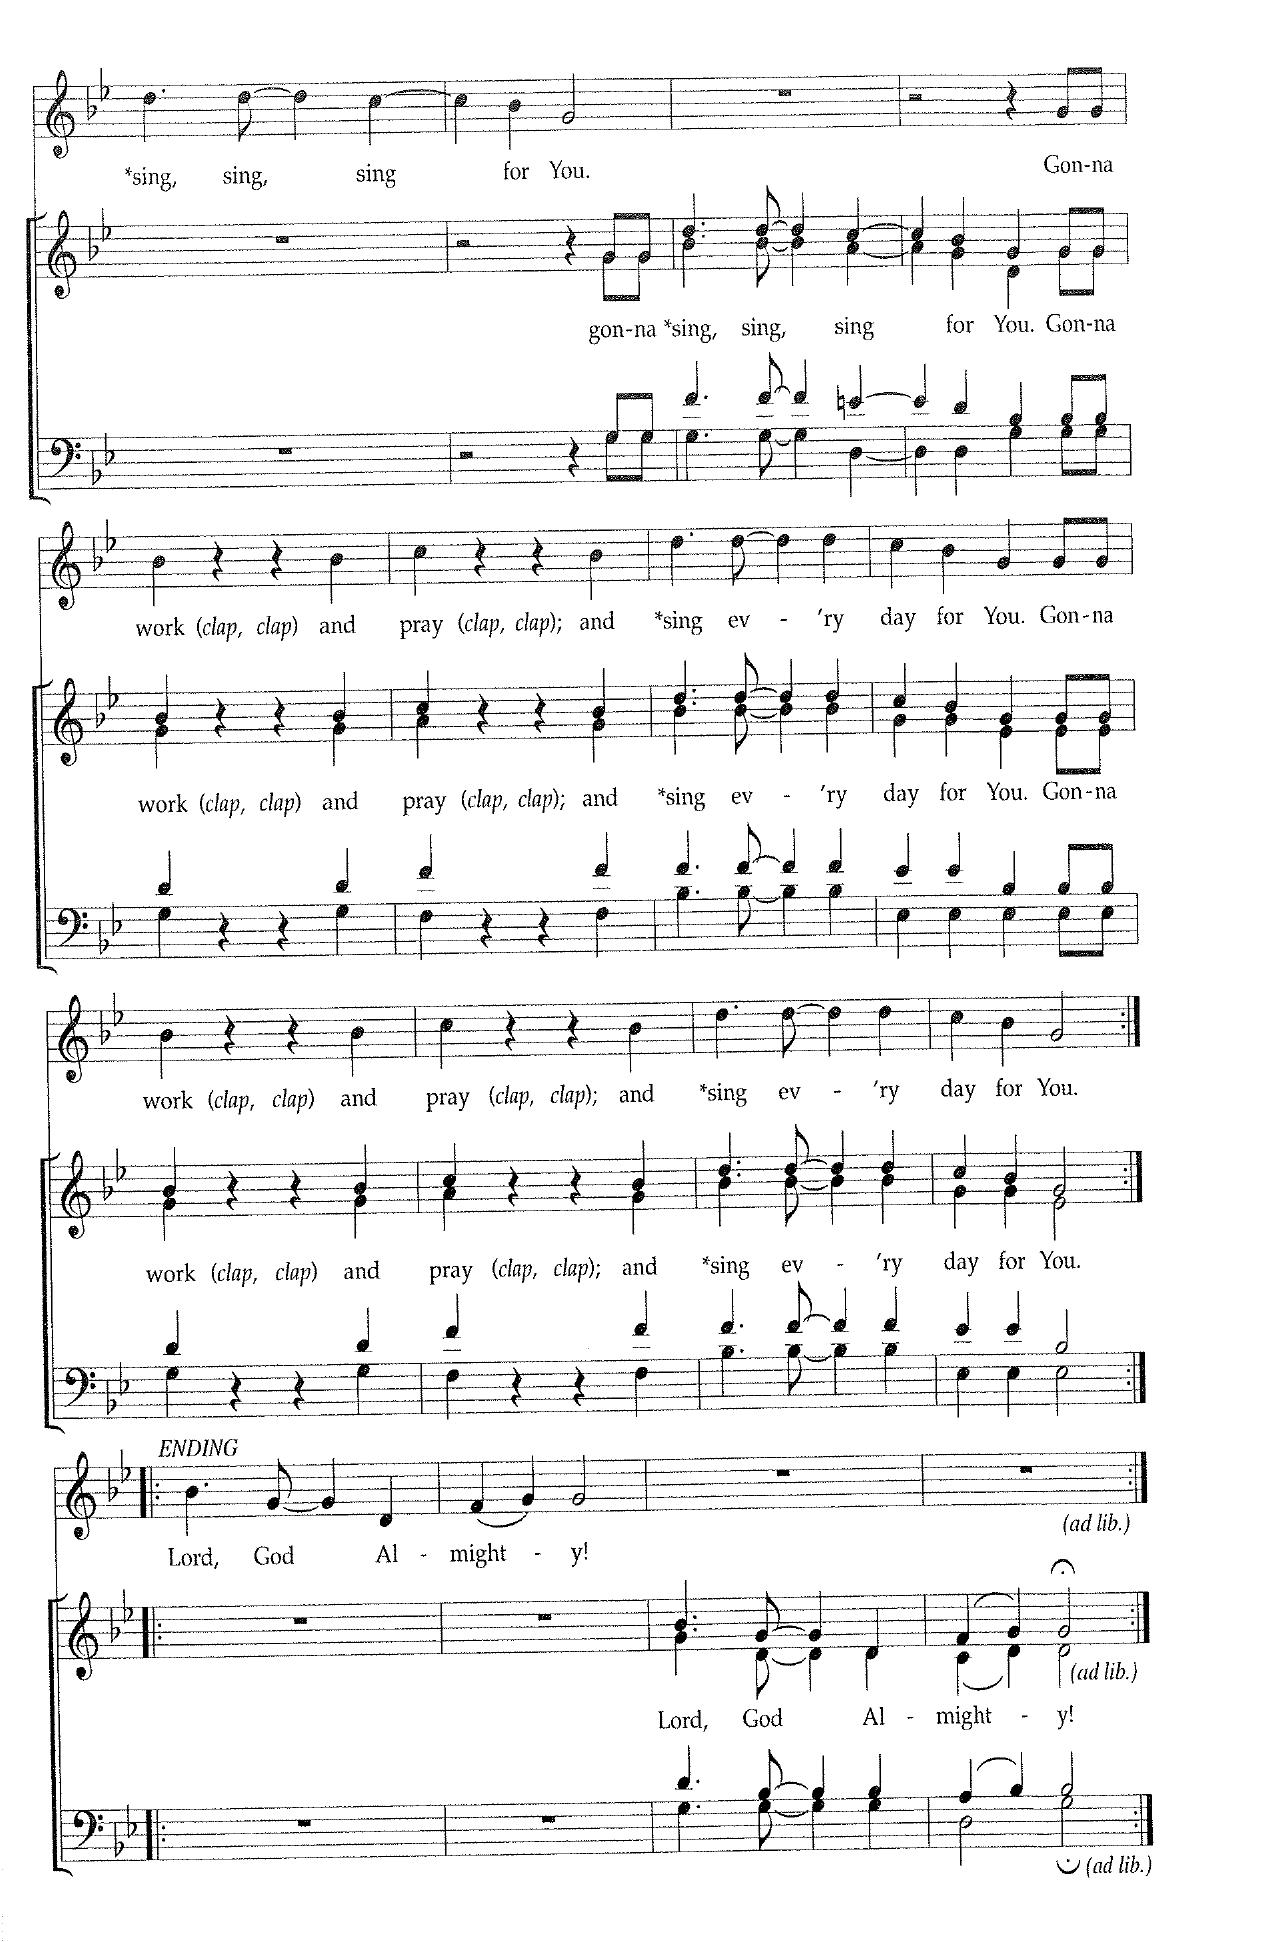 *sing, sing, sing for You. Gon-na
gon-na *sing, sing, sing for You. Gon-na
work (clap, clap) and pray (clap, clap); and *sing ev - 'ry day for You. Gon-na
work (clap, clap) and pray (clap, clap); and *sing ev - 'ry day for You. Gon-na
work (clap, clap) and pray (clap, clap); and *sing ev - 'ry day for You.
work (clap, clap) and pray (clap, clap); and *sing ev - 'ry day for You.
ENDING
(ad lib.)
Lord, God Al - might - y!
(ad lib.)
Lord, God Al - might - y!
(ad lib.)